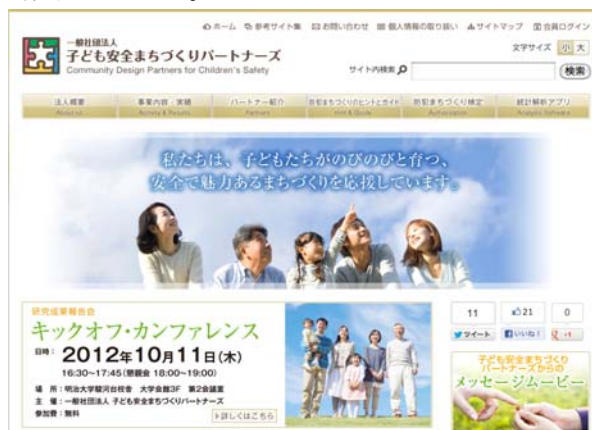 ホーム 参考サイト集 お問い合わせ 個人情報の取り扱い サイトマップ 会員ログイン
一般社団法人
子ども安全まちづくりパートナーズ
Community Design Partners for Children's Safety
文字サイズ 小 大
サイト内検索 検索
法人概要 事業内容・実績 パートナー紹介 防犯まちづくりのヒントとガイド 防犯まちづくり検定 統計解析アプリ
About us Activity & Results Partners Hint & Guide Authorization Analysis Software
私たちは、子どもたちがのびのびと育つ、
安全で魅力あるまちづくりを応援しています。
研究成果報告会
キックオフ・カンファレンス
日時：2012年10月11日(木)
16:30~17:45(懇親会 18:00~19:00)
場 所：明治大学駿河台校舎 大学会館3F 第2会議室
主 催：一般社団法人 子ども安全まちづくりパートナーズ
参加費：無料
詳しくはこちら
11 21 0
ツイート いいね! +1
子ども安全まちづくり
パートナーズからの
メッセージムービー